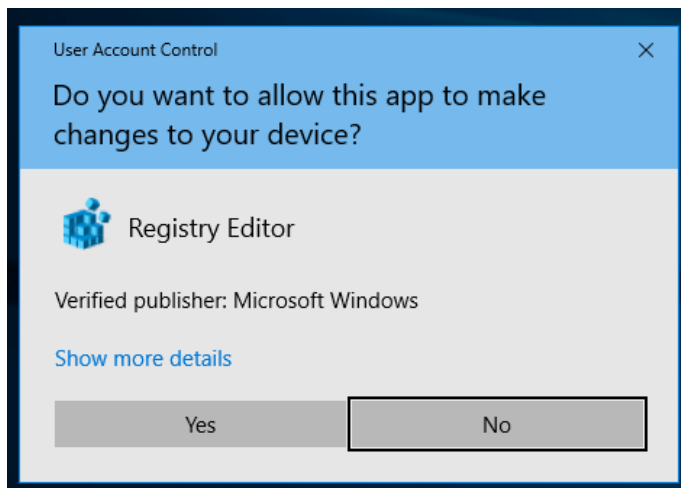 User Account Control
Do you want to allow this app to make
changes to your device?
Registry Editor
Verified publisher: Microsoft Windows
Show more details
Yes
No